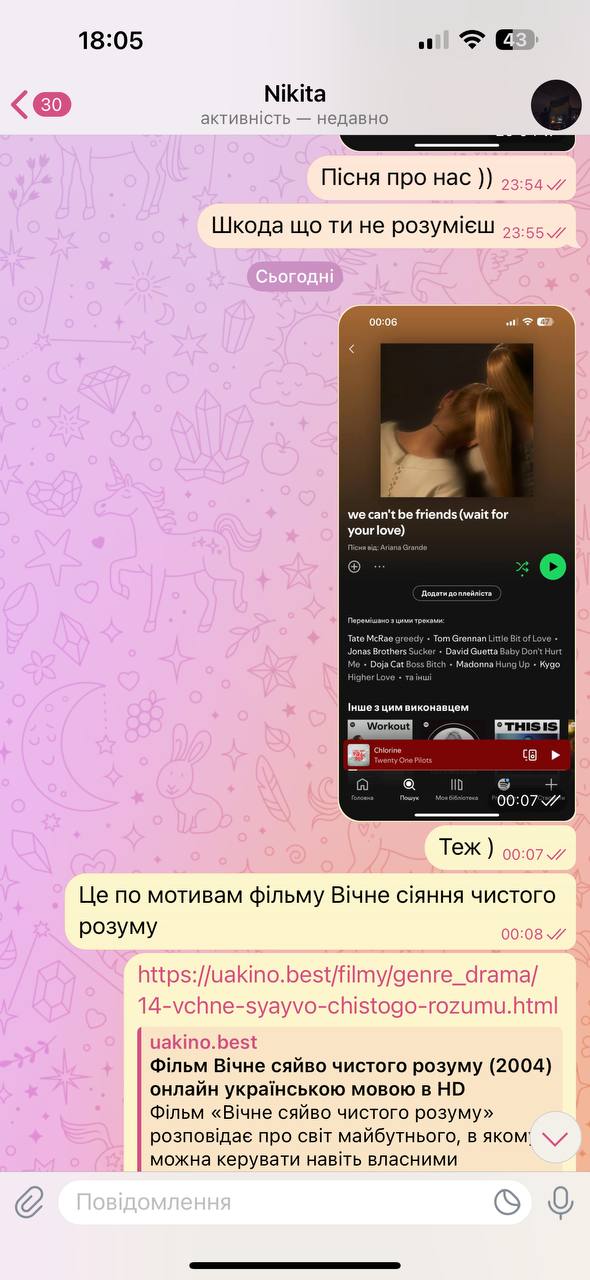 18:05
43
30
Nikita
активність — недавно
Пісня про нас )) 23:54
Шкода що ти не розумієш 23:55
Сьогодні
00:06
47
we can't be friends (wait for
your love)
Пісня від: Ariana Grande
Додати до плейліста
Перемішано з цими треками:
Tate McRae greedy • Tom Grennan Little Bit of Love •
Jonas Brothers Sucker • David Guetta Baby Don't Hurt
Me • Doja Cat Boss Bitch • Madonna Hung Up • Kygo
Higher Love • та інші
Інше з цим виконавцем
Workout
THIS IS
Chlorine
Twenty One Pilots
Головна
Пошук
Моя бібліотека
00:07
Теж ) 00:07
Це по мотивам фільму Вічне сіяння чистого
розуму 00:08
https://uakino.best/filmy/genre_drama/
14-vchne-syayvo-chistogo-rozumu.html
uakino.best
Фільм Вічне сяйво чистого розуму (2004)
онлайн українською мовою в HD
Фільм «Вічне сяйво чистого розуму»
розповідає про світ майбутнього, в яком
можна керувати навіть власними
Повідомлення